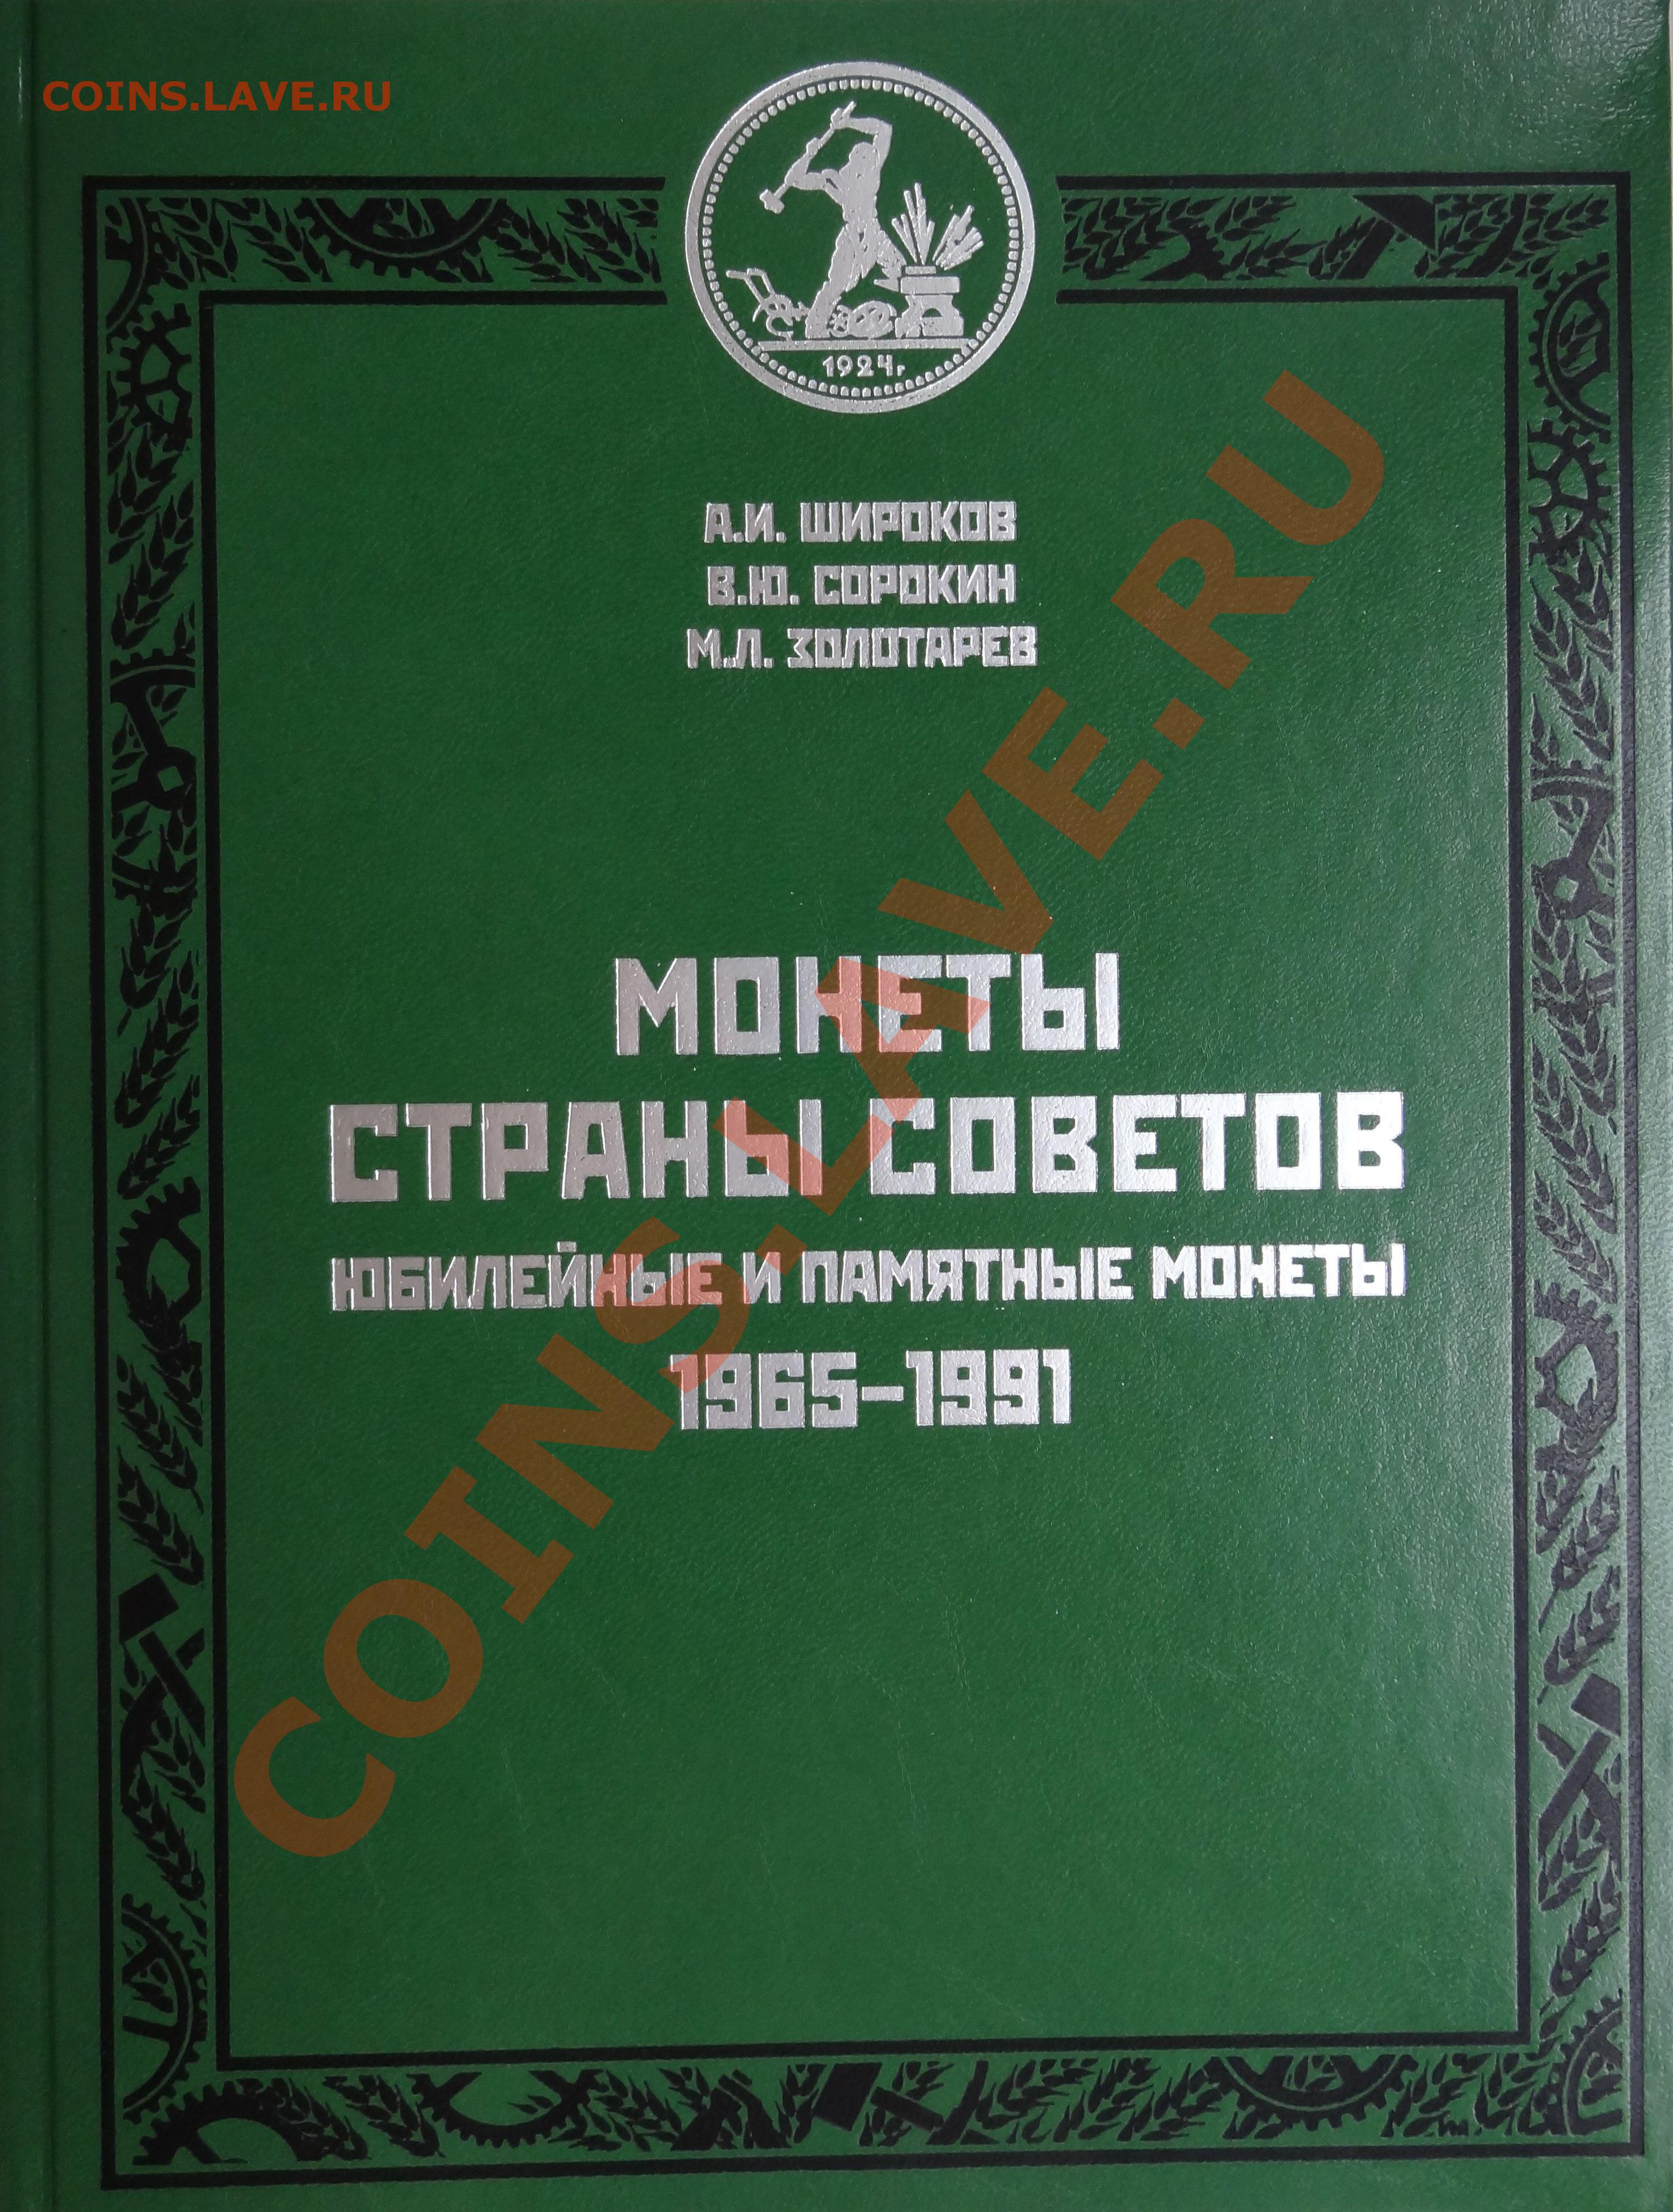 COINS.LAVE.RU
1924г.
А.И. ШИРОКОВ
В.Ю. СОРОКИН
М.Л. ЗОЛОТАРЕВ
МОНЕТЫ
СТРАНЫ СОВЕТОВ
ЮБИЛЕЙНЫЕ И ПАМЯТНЫЕ МОНЕТЫ
1965–1991
COINS.LAVE.RU